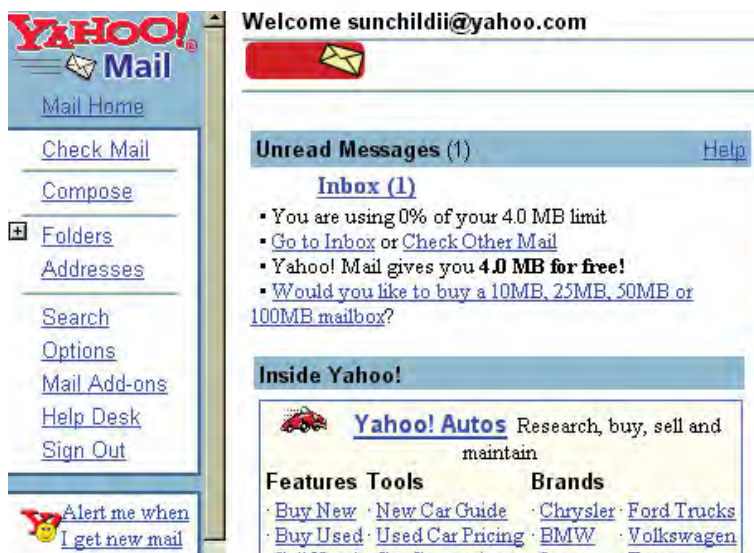 YAHOO!®
Mail
Mail Home
Check Mail
Compose
Folders
Addresses
Search
Options
Mail Add-ons
Help Desk
Sign Out
Alert me when
I get new mail
Welcome sunchildii@yahoo.com
Unread Messages (1) Help
Inbox (1)
▪ You are using 0% of your 4.0 MB limit
▪ Go to Inbox or Check Other Mail
▪ Yahoo! Mail gives you 4.0 MB for free!
▪ Would you like to buy a 10MB, 25MB, 50MB or
100MB mailbox?
Inside Yahoo!
Yahoo! Autos Research, buy, sell and
maintain
Features Tools Brands
· Buy New · New Car Guide · Chrysler · Ford Trucks
· Buy Used · Used Car Pricing · BMW · Volkswagen